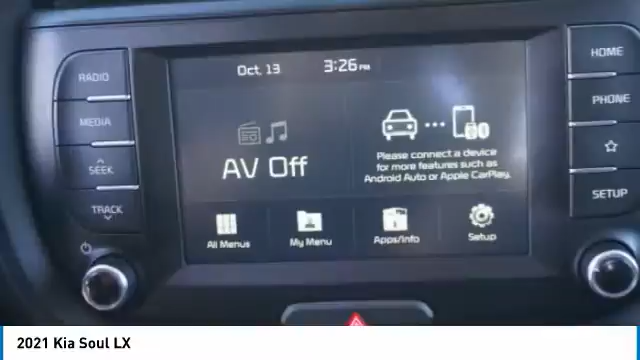 RADIO
MEDIA
SEEK
TRACK
Oct. 13
3:26 PM
AV Off
Please connect a device
for more features such as
Android Auto or Apple CarPlay.
All Menus
My Menu
Apps/Info
Setup
HOME
PHONE
SETUP
2021 Kia Soul LX